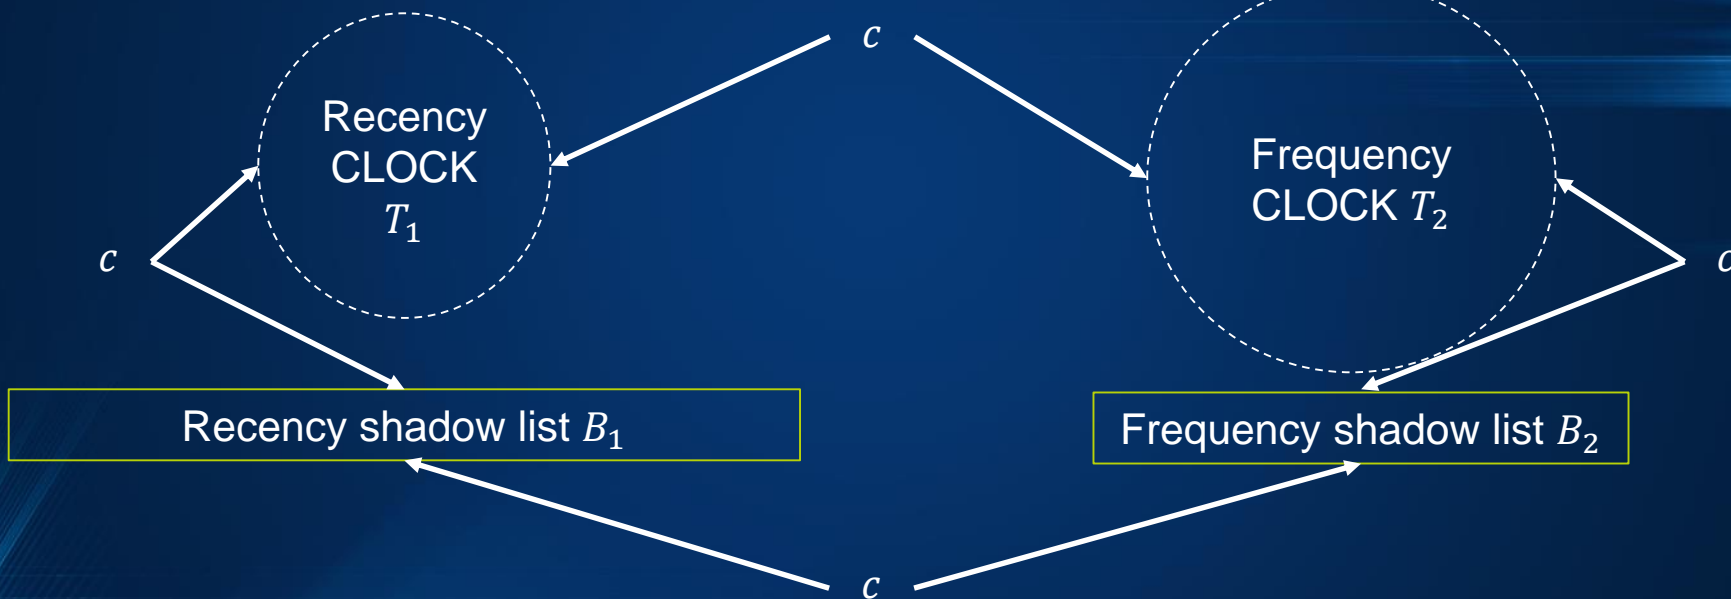 c
Recency
CLOCK
T₁
Frequency
CLOCK T₂
c
c
Recency shadow list B₁
Frequency shadow list B₂
c